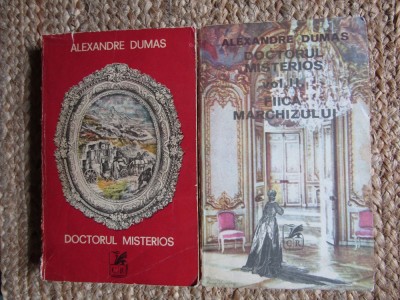 ALEXANDRE DUMAS
DOCTORUL MISTERIOS
ALEXANDRE DUMAS
DOCTORUL
MISTERIOS
vol. II
FIICA
MARCHIZULUI